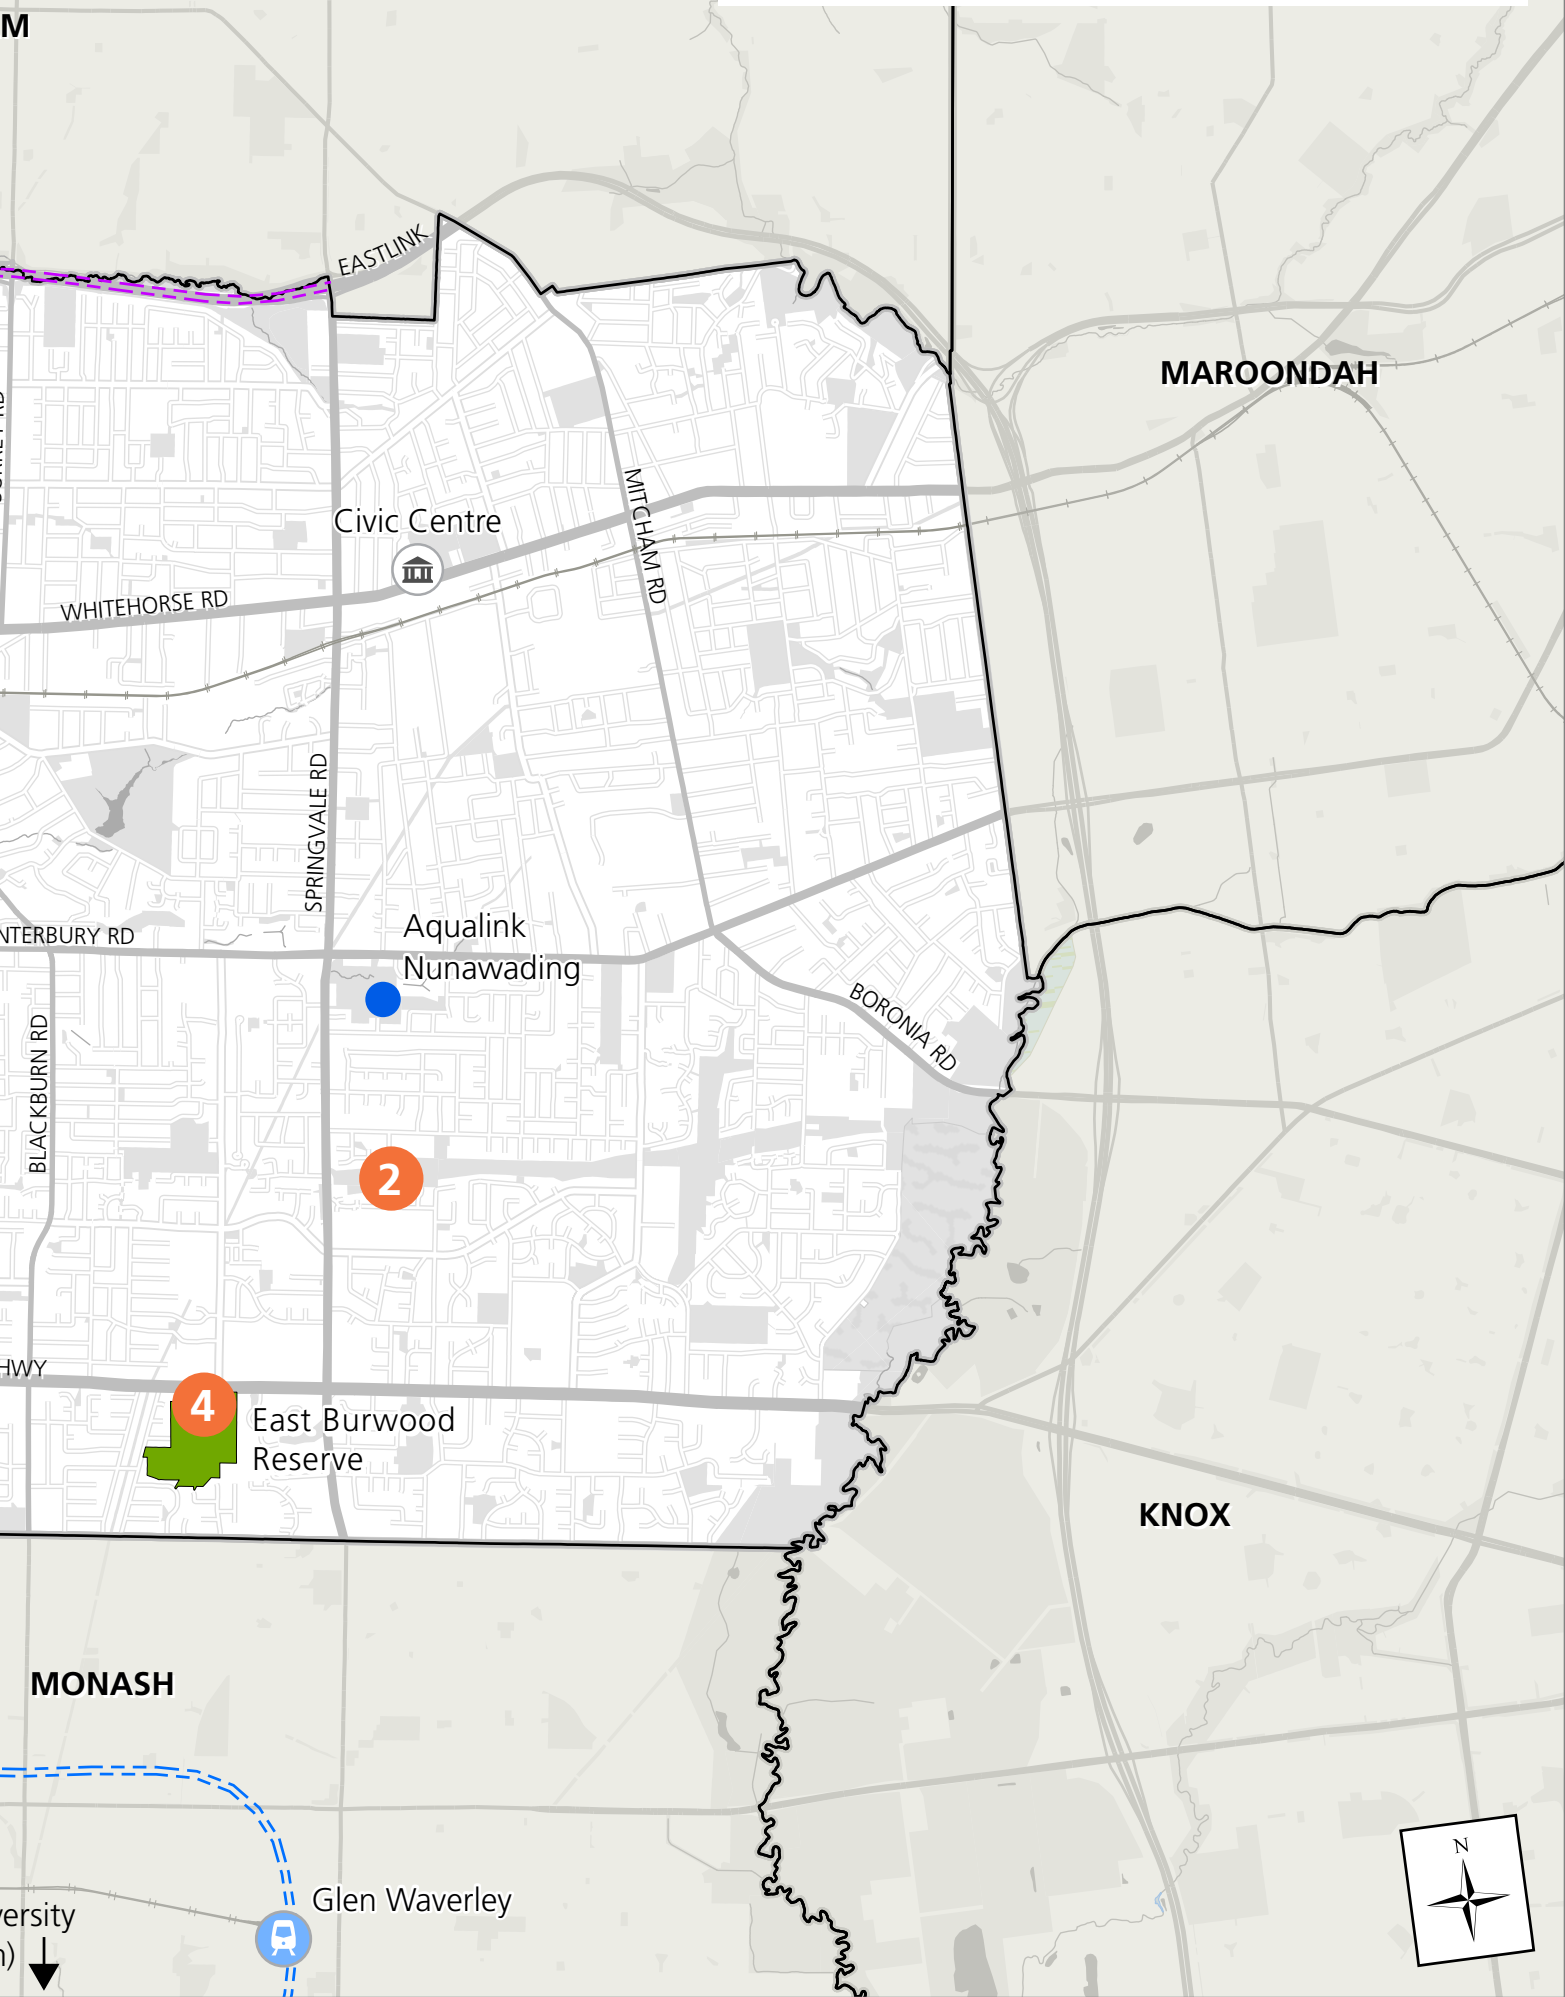 M
EASTLINK
MAROONDAH
MITCHAM RD
Civic Centre
WHITEHORSE RD
SPRINGVALE RD
Aqualink
Nunawading
NTERBURY RD
BORONIA RD
BLACKBURN RD
2
HWY
4
East Burwood
Reserve
KNOX
MONASH
N
Glen Waverley
versity